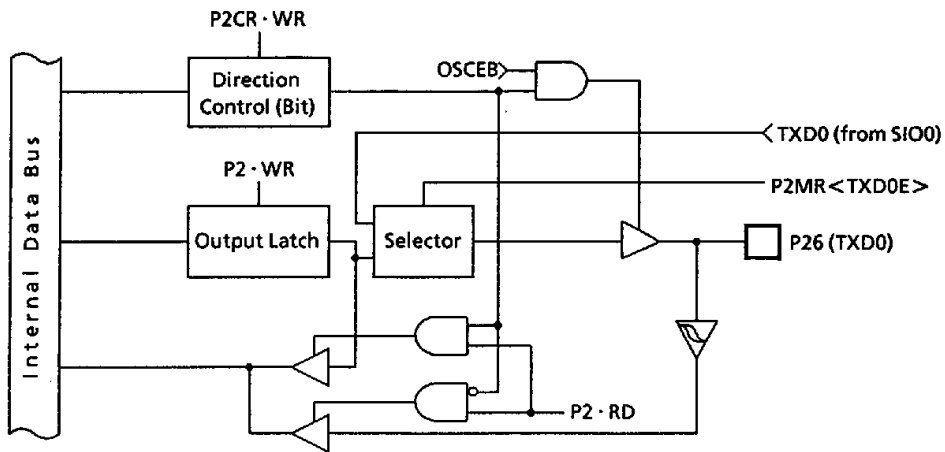 P2CR · WR
Internal Data Bus
Direction
Control (Bit)
OSCEB
TXD0 (from SIO0)
P2 · WR
P2MR<TXD0E>
Output Latch
Selector
P26 (TXD0)
P2 · RD